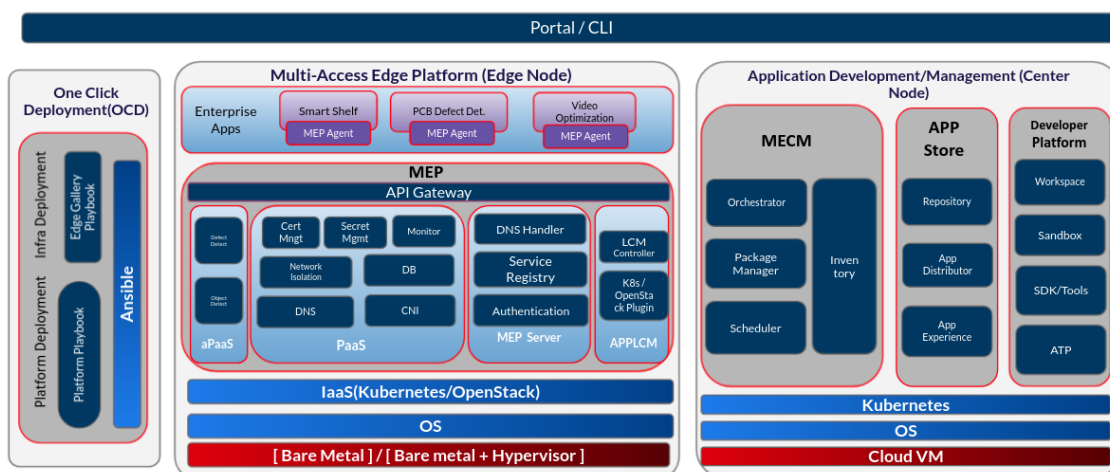 Portal / CLI
One Click
Deployment(OCD)
Infra Deployment
Edge Gallery
Playbook
Platform Deployment
Platform Playbook
Ansible
Multi-Access Edge Platform (Edge Node)
Enterprise
Apps
Smart Shelf
MEP Agent
PCB Defect Det.
MEP Agent
Video
Optimization
MEP Agent
MEP
API Gateway
Defect
Detect
Object
Detect
aPaaS
Cert
Mngt
Secret
Mgmt
Monitor
Network
Isolation
DB
DNS
CNI
PaaS
DNS Handler
Service
Registry
Authentication
MEP Server
LCM
Controller
K8s /
OpenSta
ck Plugin
APPLCM
IaaS(Kubernetes/OpenStack)
OS
[ Bare Metal ] / [ Bare metal + Hypervisor ]
Application Development/Management (Center
Node)
MECM
Orchestrator
Package
Manager
Scheduler
Inven
tory
APP
Store
Repository
App
Distributor
App
Experience
Developer
Platform
Workspace
Sandbox
SDK/Tools
ATP
Kubernetes
OS
Cloud VM